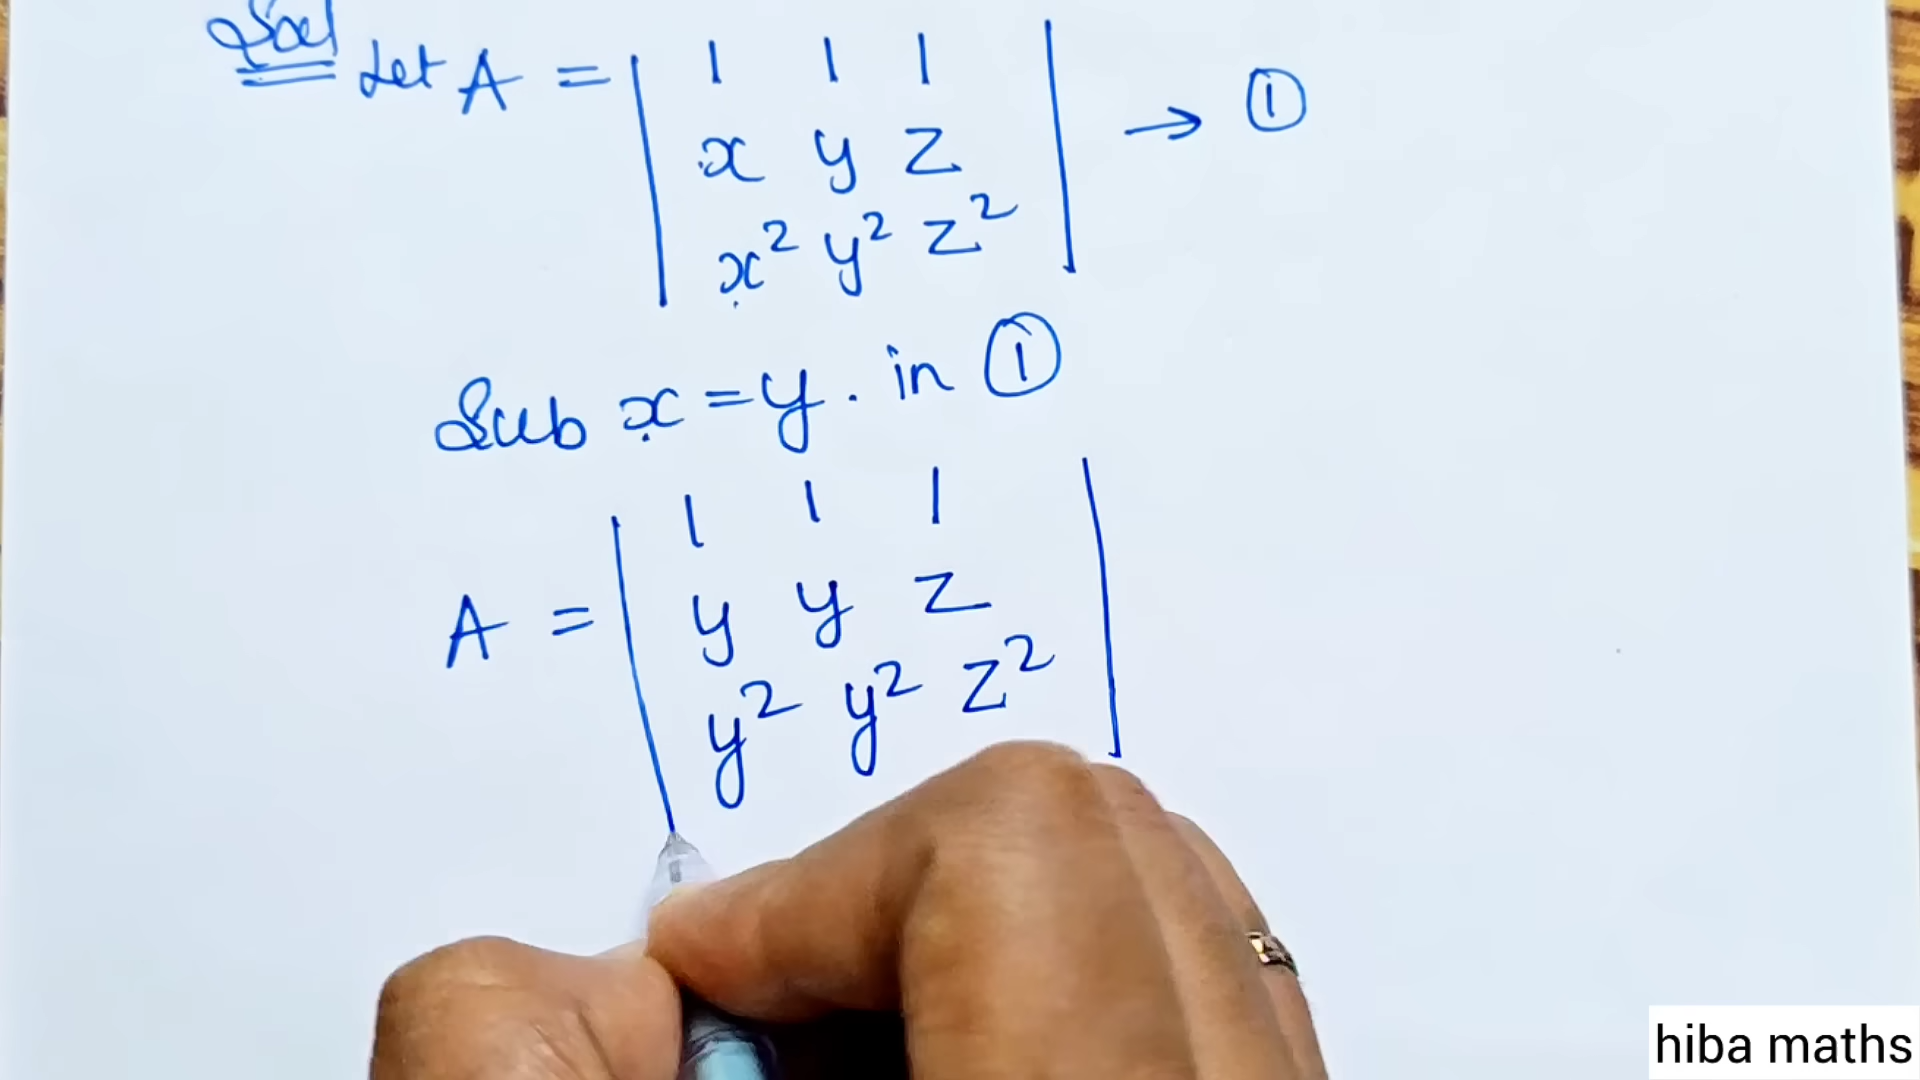 Sol Let A = | 1 1 1 | → ①
| x y z |
| x² y² z² |
Sub x = y . in ①
A = | 1 1 1 |
| y y z |
| y² y² z² |
hiba maths